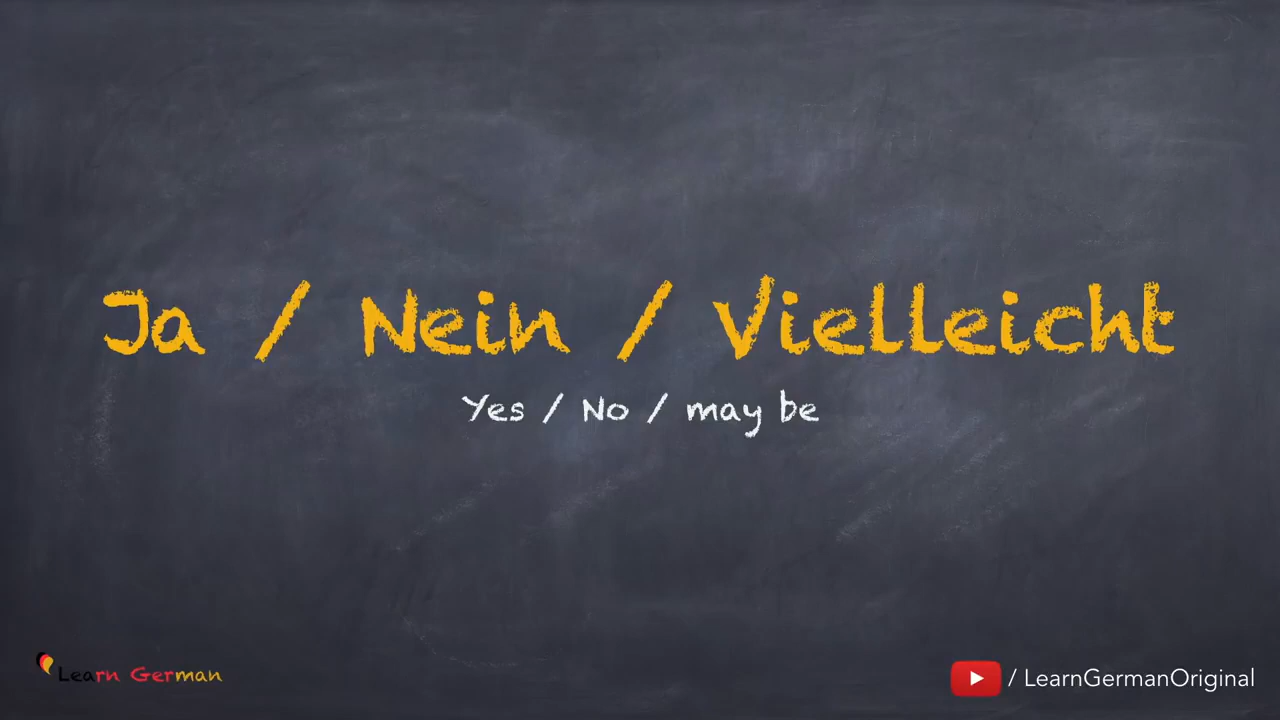 Ja / Nein / Vielleicht
Yes / No / may be
Learn German
/ LearnGermanOriginal